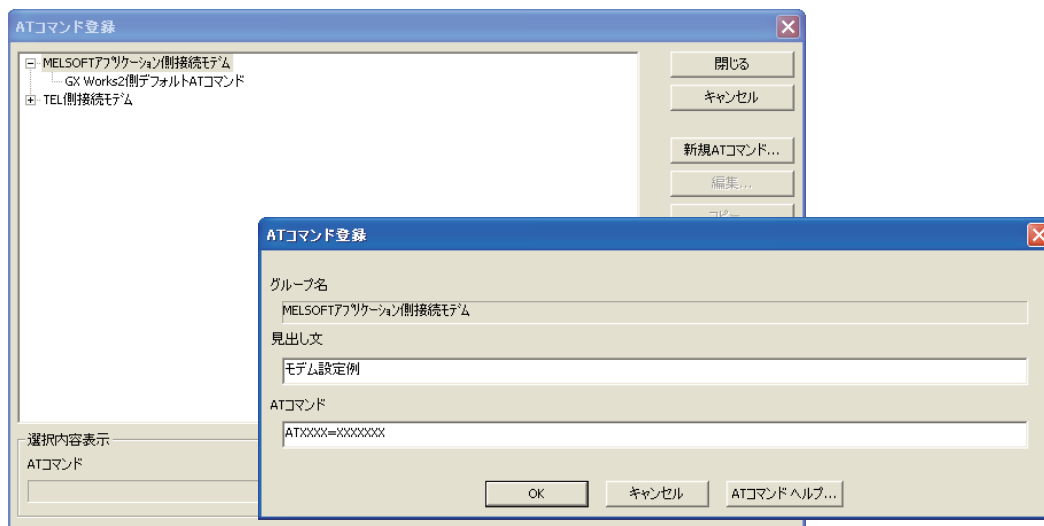 ATコマンド登録
MELSOFTアプリケーション側接続モデム
GX Works2側デフォルトATコマンド
TEL側接続モデム
閉じる
キャンセル
新規ATコマンド...
編集...
ATコマンド登録
グループ名
MELSOFTアプリケーション側接続モデム
見出し文
モデム設定例
ATコマンド
ATXXXX=XXXXXXX
選択内容表示
ATコマンド
OK
キャンセル
ATコマンド ヘルプ...